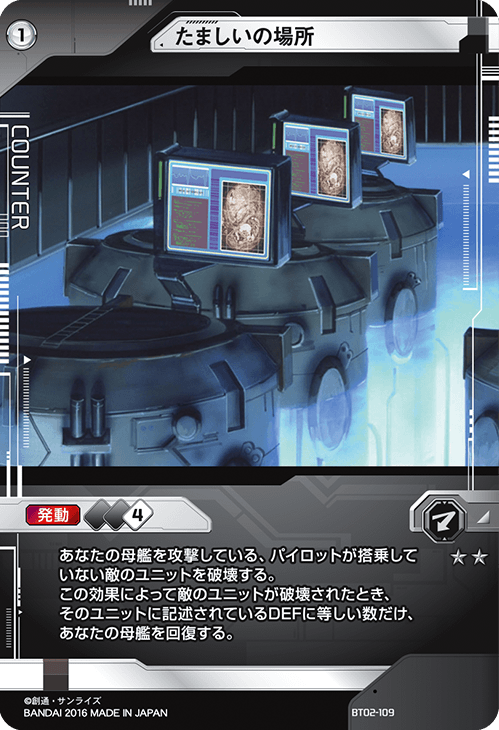 1
たましいの場所
COUNTER
発動 4
あなたの母艦を攻撃している、パイロットが搭乗して
いない敵のユニットを破壊する。
この効果によって敵のユニットが破壊されたとき、
そのユニットに記述されているDEFに等しい数だけ、
あなたの母艦を回復する。
©創通・サンライズ
BANDAI 2016 MADE IN JAPAN
BT02-109